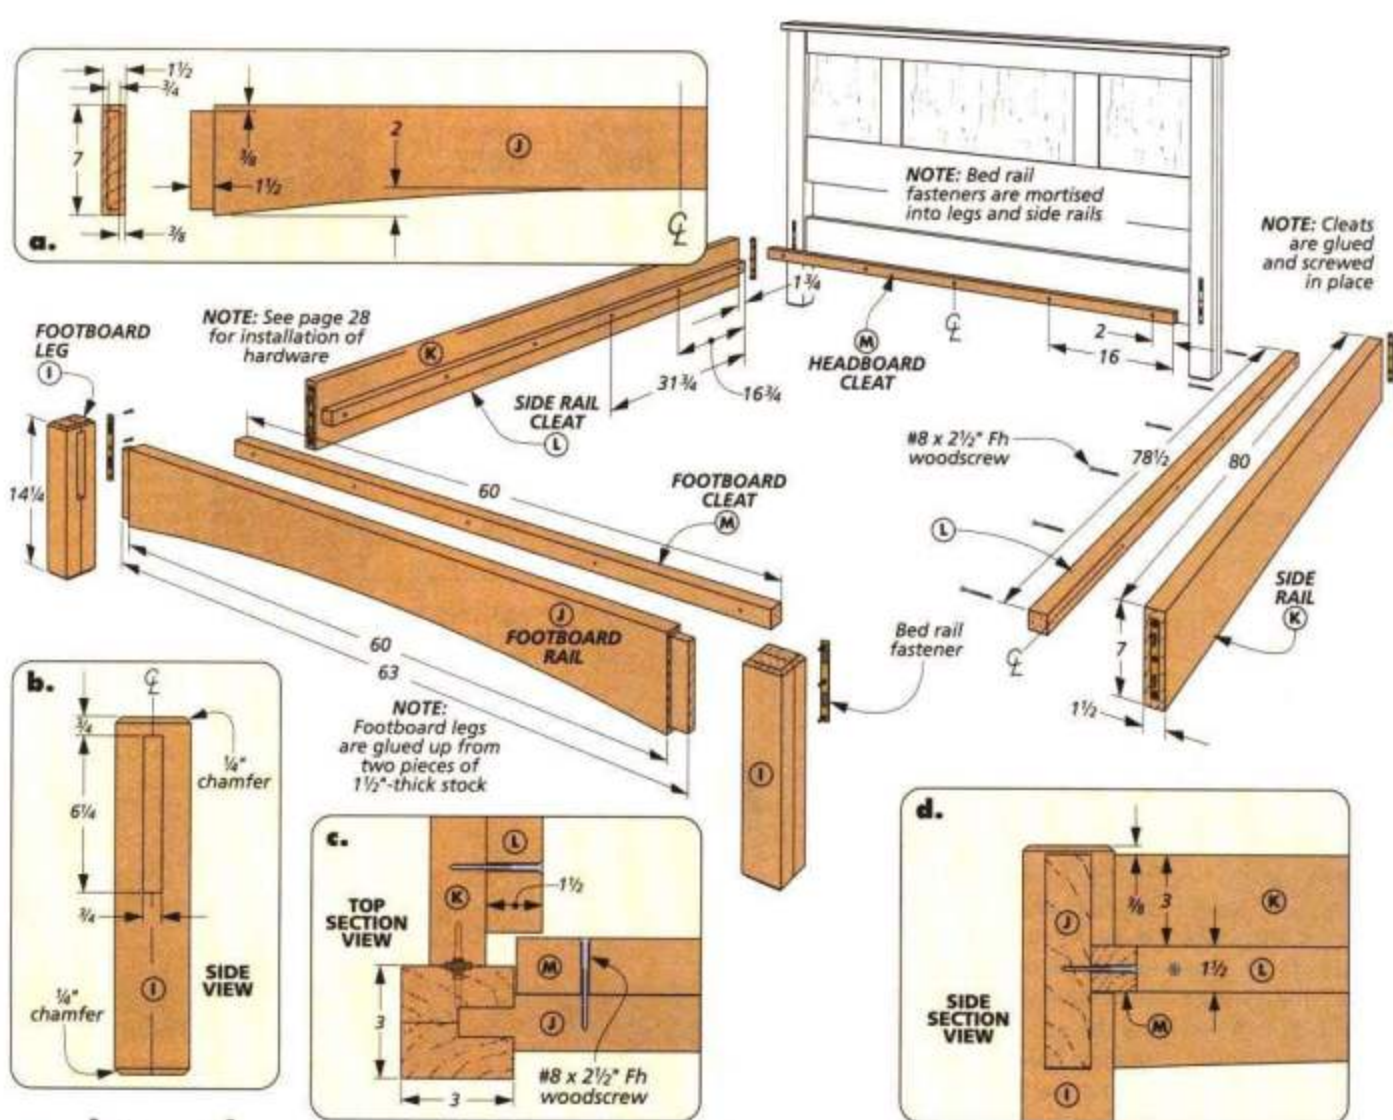 1½
¾
7
⅜
2
1½
⅜
J
℄
a.
NOTE: Bed rail
fasteners are mortised
into legs and side rails
NOTE: Cleats
are glued
and screwed
in place
FOOTBOARD
LEG
I
NOTE: See page 28
for installation of
hardware
K
1¾
SIDE RAIL
CLEAT
L
31¾
16¾
M
HEADBOARD
CLEAT
℄
2
16
14¼
#8 x 2½" Fh
woodscrew
78½
80
60
FOOTBOARD
CLEAT
M
L
SIDE
RAIL
K
J
FOOTBOARD
RAIL
Bed rail
fastener
℄
7
1½
60
63
NOTE:
Footboard legs
are glued up from
two pieces of
1½"-thick stock
I
b.
℄
¾
¼"
chamfer
6¼
¾
I
SIDE
VIEW
¼"
chamfer
c.
L
K
1½
TOP
SECTION
VIEW
M
3
J
3
#8 x 2½" Fh
woodscrew
d.
⅜
3
K
J
1½
L
SIDE
SECTION
VIEW
M
I